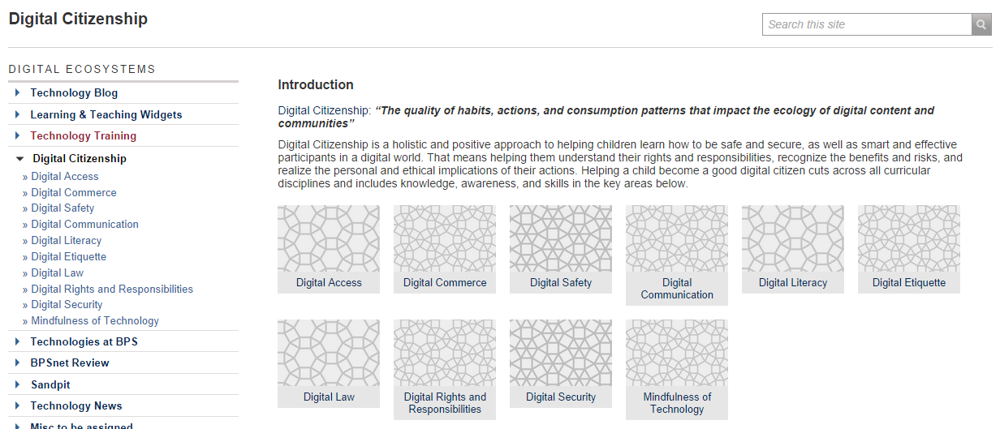 Digital Citizenship
Search this site
DIGITAL ECOSYSTEMS
Technology Blog
Learning & Teaching Widgets
Technology Training
Digital Citizenship
» Digital Access
» Digital Commerce
» Digital Safety
» Digital Communication
» Digital Literacy
» Digital Etiquette
» Digital Law
» Digital Rights and Responsibilities
» Digital Security
» Mindfulness of Technology
Technologies at BPS
BPSnet Review
Sandpit
Technology News
Misc to be assigned
Introduction
Digital Citizenship: “The quality of habits, actions, and consumption patterns that impact the ecology of digital content and
communities”
Digital Citizenship is a holistic and positive approach to helping children learn how to be safe and secure, as well as smart and effective
participants in a digital world. That means helping them understand their rights and responsibilities, recognize the benefits and risks, and
realize the personal and ethical implications of their actions. Helping a child become a good digital citizen cuts across all curricular
disciplines and includes knowledge, awareness, and skills in the key areas below.
Digital Access
Digital Commerce
Digital Safety
Digital
Communication
Digital Literacy
Digital Etiquette
Digital Law
Digital Rights and
Responsibilities
Digital Security
Mindfulness of
Technology